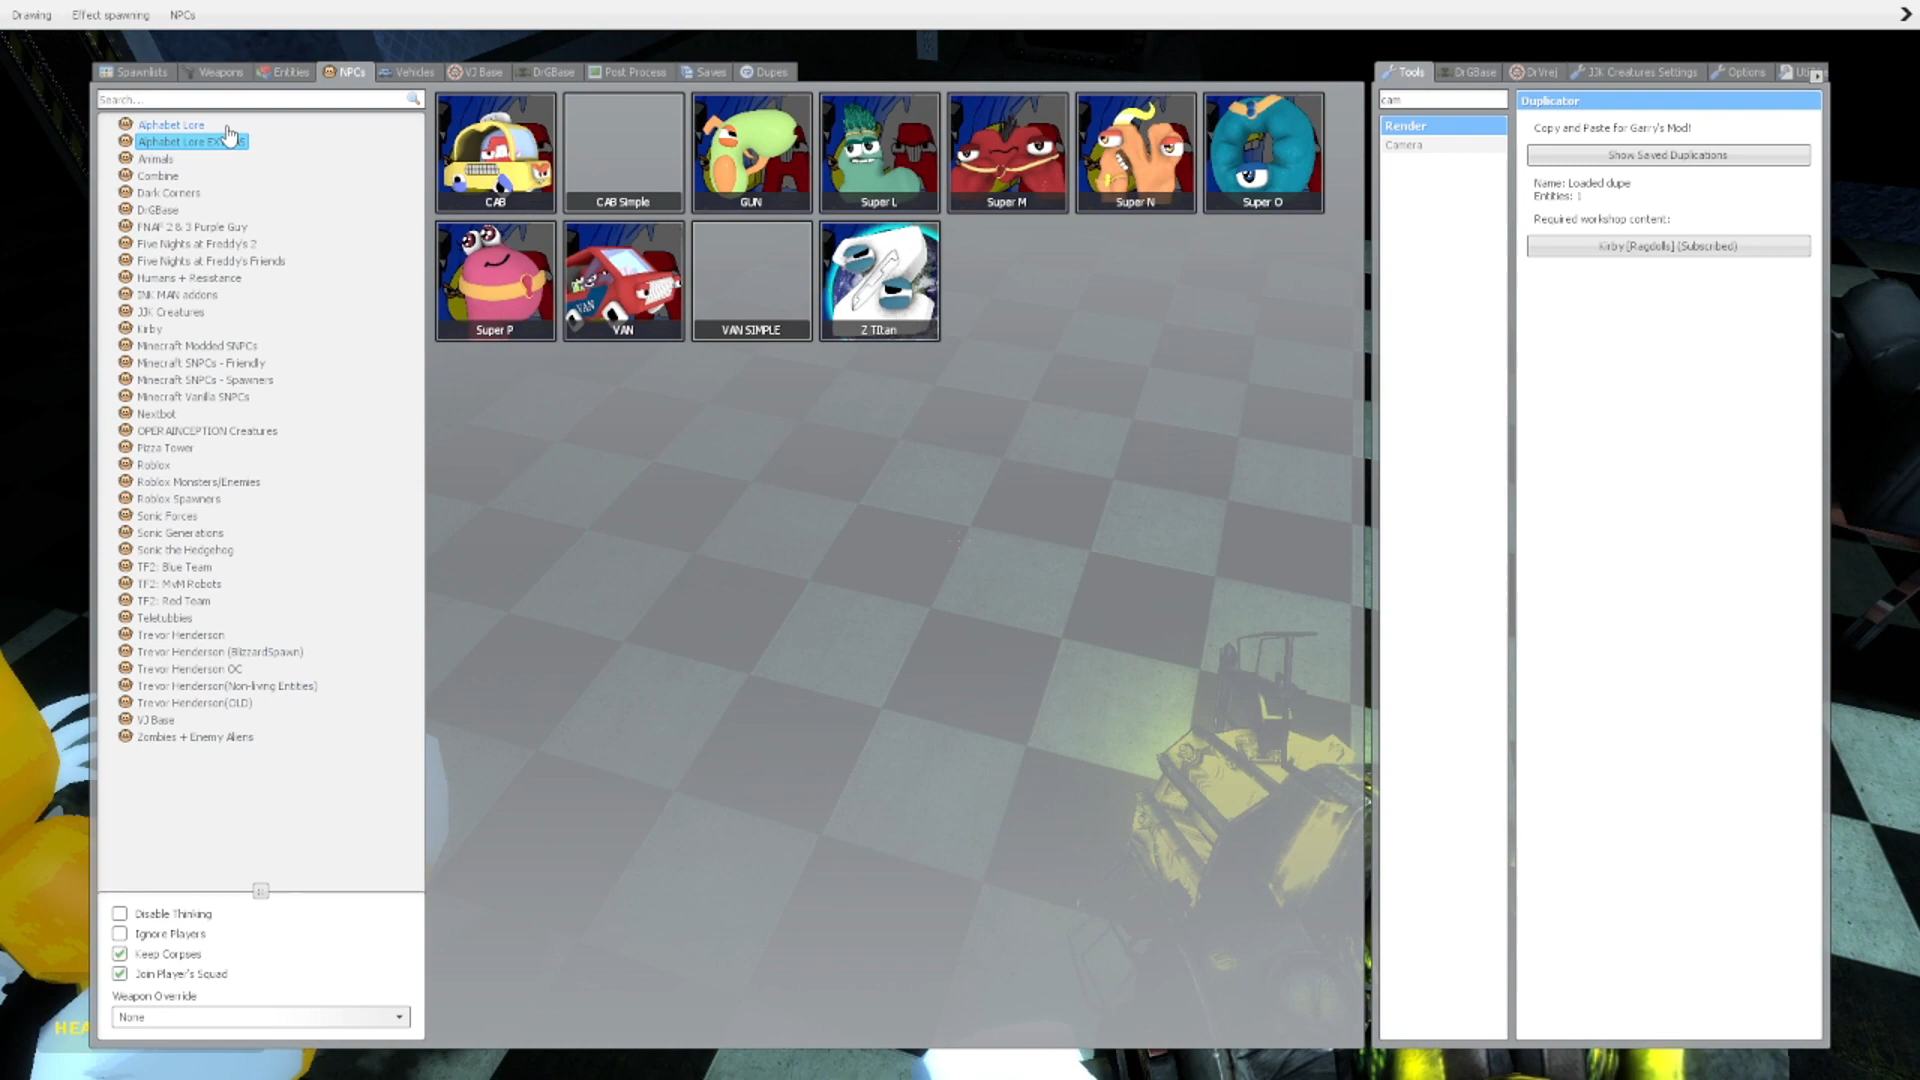 Drawing Effect spawning NPCs
Spawnlists Weapons Entities NPCs Vehicles VJ Base DrGBase Post Process Saves Dupes
Search...
Alphabet Lore
Alphabet Lore
Animals
Combine
Dark Corners
DrGBase
FNAF 2 & 3 Purple Guy
Five Nights at Freddy's 2
Five Nights at Freddy's Friends
Humans + Resistance
INK MAN addons
JJK Creatures
Kirby
Minecraft Modded SNPCs
Minecraft SNPCs - Friendly
Minecraft SNPCs - Spawners
Minecraft Vanilla SNPCs
Nextbot
OPERAINCEPTION Creatures
Pizza Tower
Roblox
Roblox Monsters/Enemies
Roblox Spawners
Sonic Forces
Sonic Generations
Sonic the Hedgehog
TF2: Blue Team
TF2: MvM Robots
TF2: Red Team
Teletubbies
Trevor Henderson
Trevor Henderson (BlizzardSpawn)
Trevor Henderson OC
Trevor Henderson(Non-living Entities)
Trevor Henderson(OLD)
VJ Base
Zombies + Enemy Aliens
Disable Thinking
Ignore Players
Keep Corpses
Join Player's Squad
Weapon Override
None
CAB CAB Simple GUN Super L Super M Super N Super O
VAN
Super P VAN VAN SIMPLE Z TItan
Tools DrGBase DrVrej JJK Creatures Settings Options
cam
Render
Camera
Duplicator
Copy and Paste for Garry's Mod!
Show Saved Duplications
Name: Loaded dupe
Entities: 1
Required workshop content:
Kirby [Ragdolls] (Subscribed)